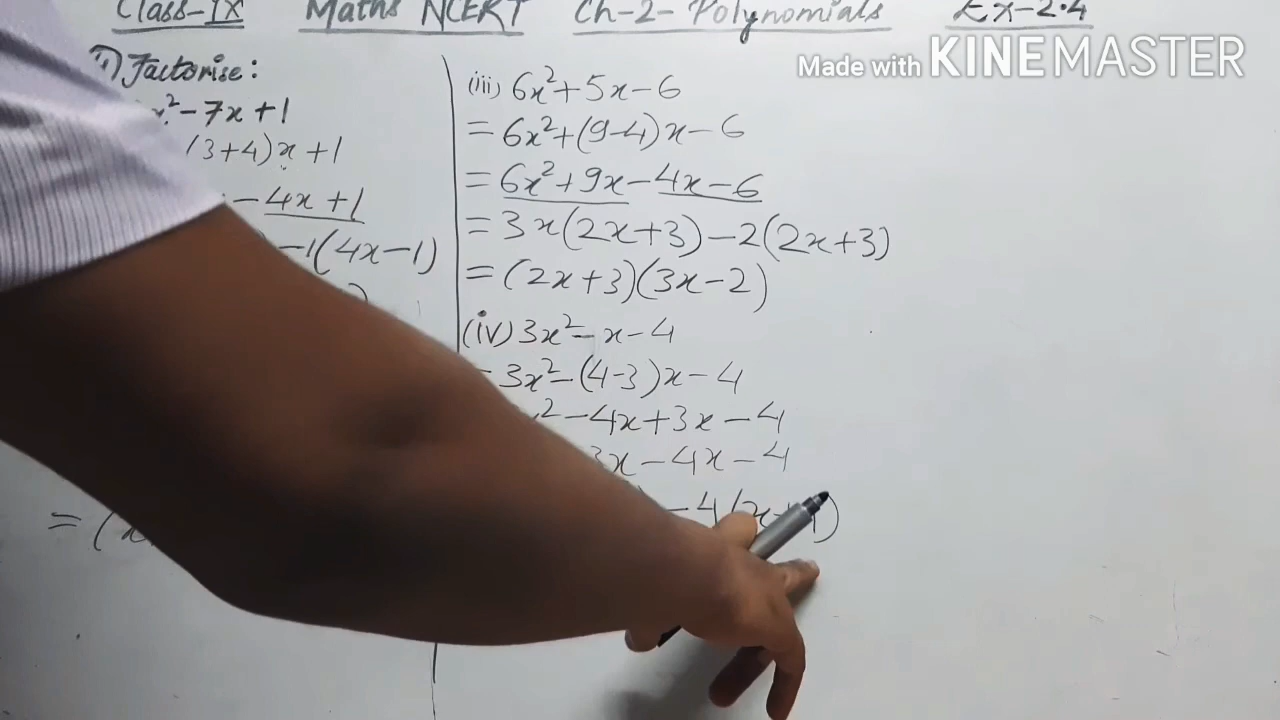 Class-IX Maths NCERT Ch-2- Polynomials Ex-2.4
Made with KINEMASTER
Factorise:
x²-7x+1
(3+4)x+1
-4x+1
-1(4x-1)
= (x
(iii) 6x²+5x-6
= 6x²+(9-4)x-6
= 6x²+9x-4x-6
= 3x(2x+3)-2(2x+3)
= (2x+3)(3x-2)
(iv) 3x²-x-4
= 3x²-(4-3)x-4
x²-4x+3x-4
3x-4x-4
-4(x+1)